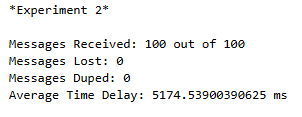 *Experiment 2*
Messages Received: 100 out of 100
Messages Lost: 0
Messages Duped: 0
Average Time Delay: 5174.53900390625 ms